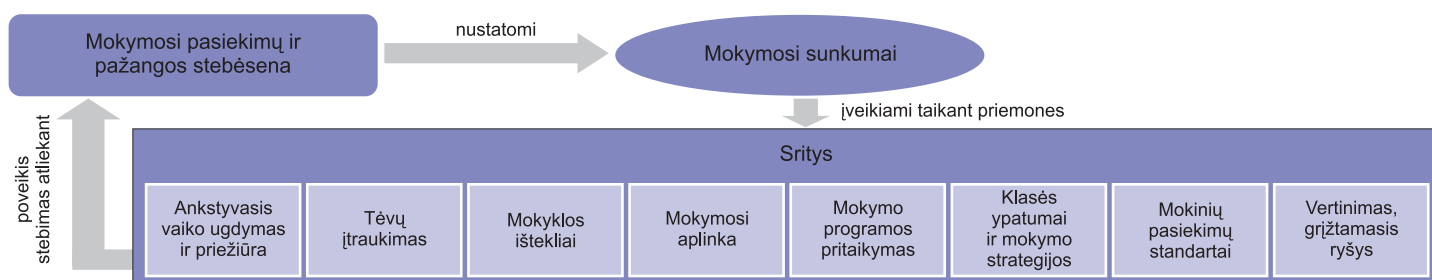 Mokymosi pasiekimų ir
pažangos stebėsena
nustatomi
Mokymosi sunkumai
įveikiami taikant priemones
poveikis
stebimas atliekant
Sritys
Ankstyvasis
vaiko ugdymas
ir priežiūra
Tėvų
įtraukimas
Mokyklos
ištekliai
Mokymosi
aplinka
Mokymo
programos
pritaikymas
Klasės
ypatumai
ir mokymo
strategijos
Mokinių
pasiekimų
standartai
Vertinimas,
grįžtamasis
ryšys